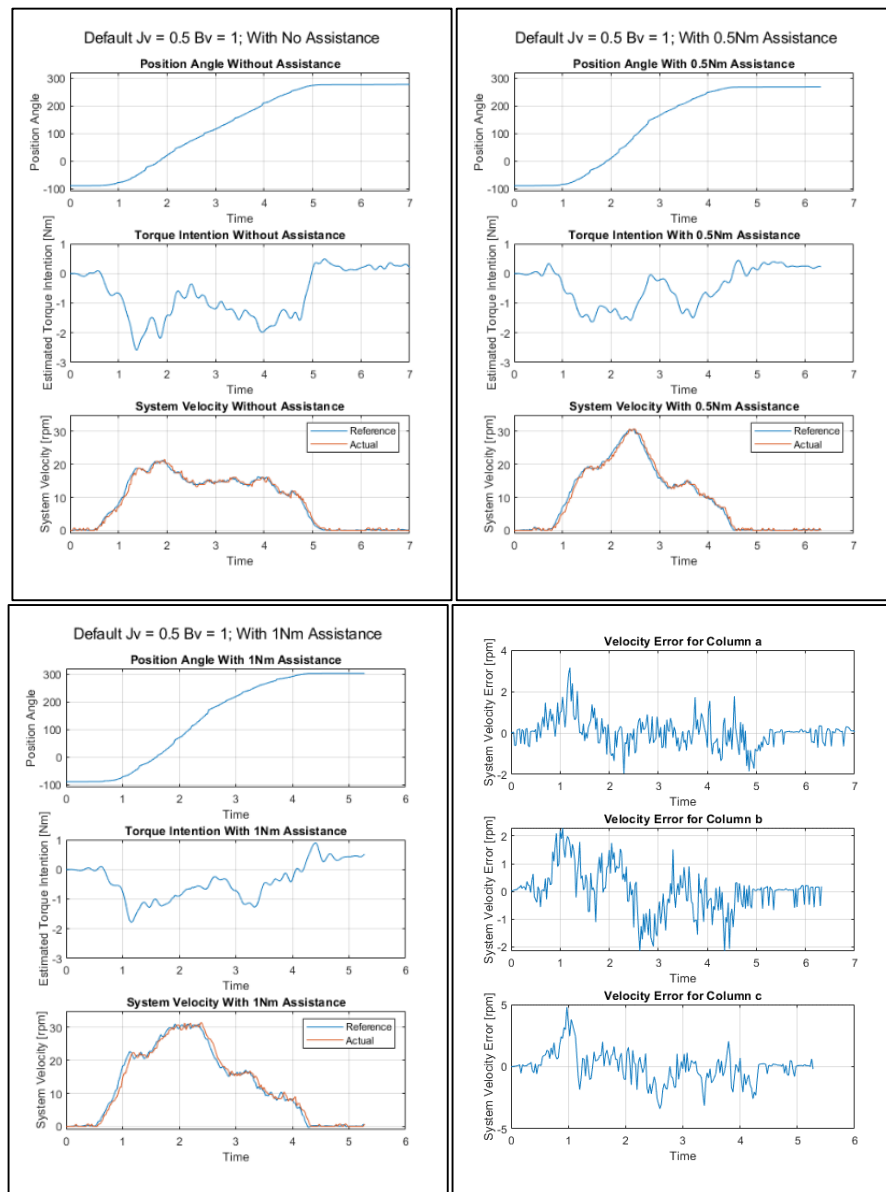 Default Jv = 0.5 Bv = 1; With No Assistance
Position Angle Without Assistance
Position Angle
300
200
100
0
-100
0 1 2 3 4 5 6 7
Time
Torque Intention Without Assistance
Estimated Torque Intention [Nm]
1
0
-1
-2
-3
0 1 2 3 4 5 6 7
Time
System Velocity Without Assistance
System Velocity [rpm]
30
20
10
0
Reference
Actual
0 1 2 3 4 5 6 7
Time
Default Jv = 0.5 Bv = 1; With 0.5Nm Assistance
Position Angle With 0.5Nm Assistance
Position Angle
300
200
100
0
-100
0 1 2 3 4 5 6 7
Time
Torque Intention With 0.5Nm Assistance
Estimated Torque Intention [Nm]
1
0
-1
-2
-3
0 1 2 3 4 5 6 7
Time
System Velocity With 0.5Nm Assistance
System Velocity [rpm]
30
20
10
0
Reference
Actual
0 1 2 3 4 5 6 7
Time
Default Jv = 0.5 Bv = 1; With 1Nm Assistance
Position Angle With 1Nm Assistance
Position Angle
300
200
100
0
-100
0 1 2 3 4 5 6
Time
Torque Intention With 1Nm Assistance
Estimated Torque Intention [Nm]
1
0
-1
-2
-3
0 1 2 3 4 5 6
Time
System Velocity With 1Nm Assistance
System Velocity [rpm]
30
20
10
0
Reference
Actual
0 1 2 3 4 5 6
Time
Velocity Error for Column a
System Velocity Error [rpm]
4
2
0
-2
0 1 2 3 4 5 6 7
Time
Velocity Error for Column b
System Velocity Error [rpm]
2
1
0
-1
-2
0 1 2 3 4 5 6 7
Time
Velocity Error for Column c
System Velocity Error [rpm]
5
0
-5
0 1 2 3 4 5 6
Time